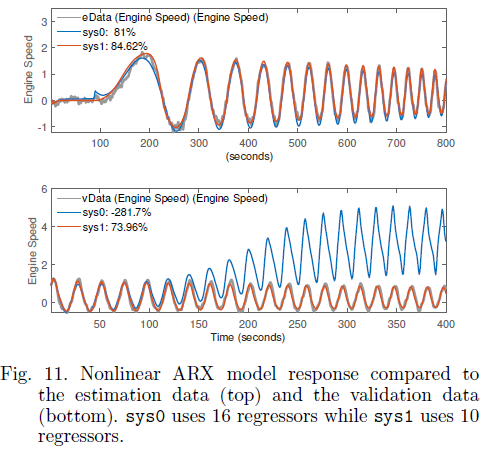 3
2
1
0
-1
Engine Speed
eData (Engine Speed) (Engine Speed)
sys0:  81%
sys1: 84.62%
100 200 300 400 500 600 700 800
(seconds)
6
4
2
0
Engine Speed
vData (Engine Speed) (Engine Speed)
sys0: -281.7%
sys1: 73.96%
50 100 150 200 250 300 350 400
Time (seconds)
Fig. 11. Nonlinear ARX model response compared to
the estimation data (top) and the validation data
(bottom). sys0 uses 16 regressors while sys1 uses 10
regressors.